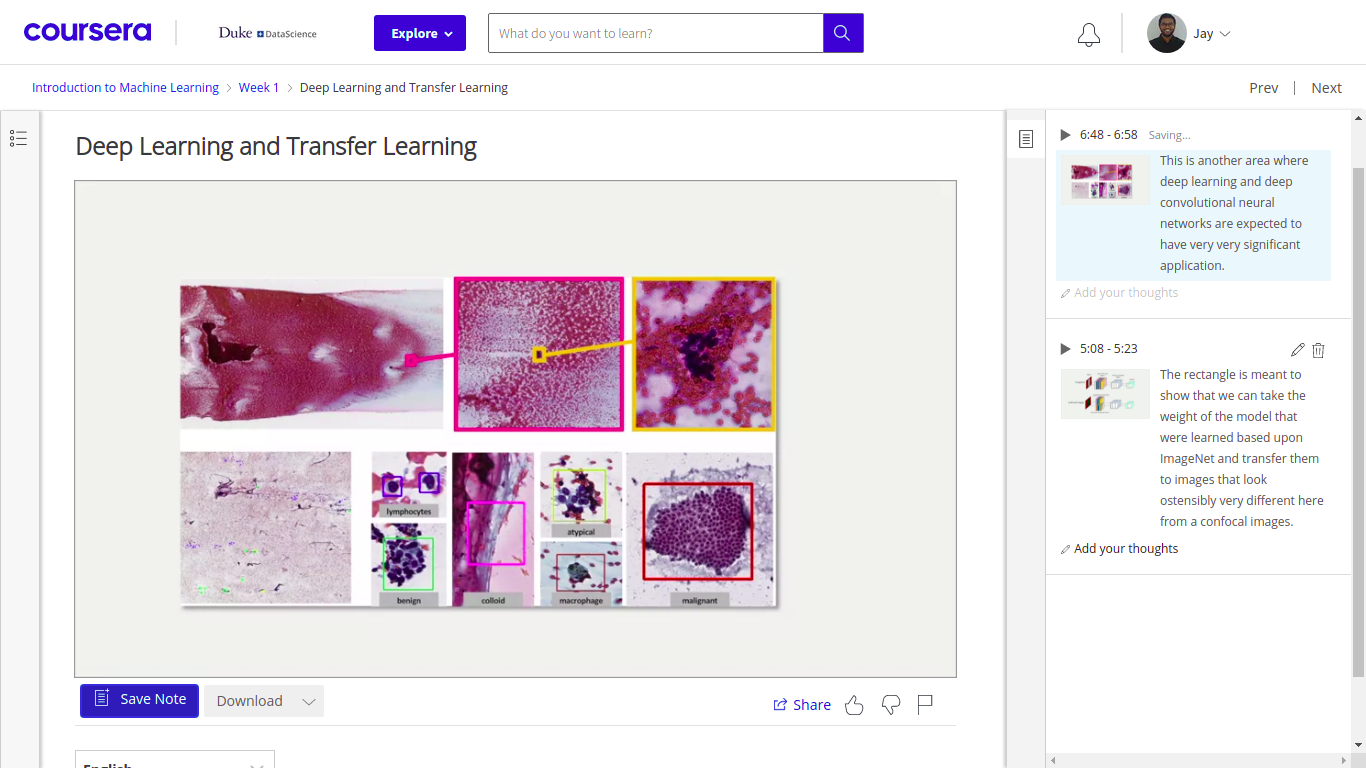 coursera
Duke DataScience
Explore
What do you want to learn?
Jay
Introduction to Machine Learning
Week 1
Deep Learning and Transfer Learning
Prev | Next
Deep Learning and Transfer Learning
lymphocytes
benign
colloid
atypical
macrophage
malignant
Save Note
Download
Share
English
6:48 - 6:58 Saving...
This is another area where
deep learning and deep
convolutional neural
networks are expected to
have very very significant
application.
Add your thoughts
5:08 - 5:23
The rectangle is meant to
show that we can take the
weight of the model that
were learned based upon
ImageNet and transfer them
to images that look
ostensibly very different here
from a confocal images.
Add your thoughts